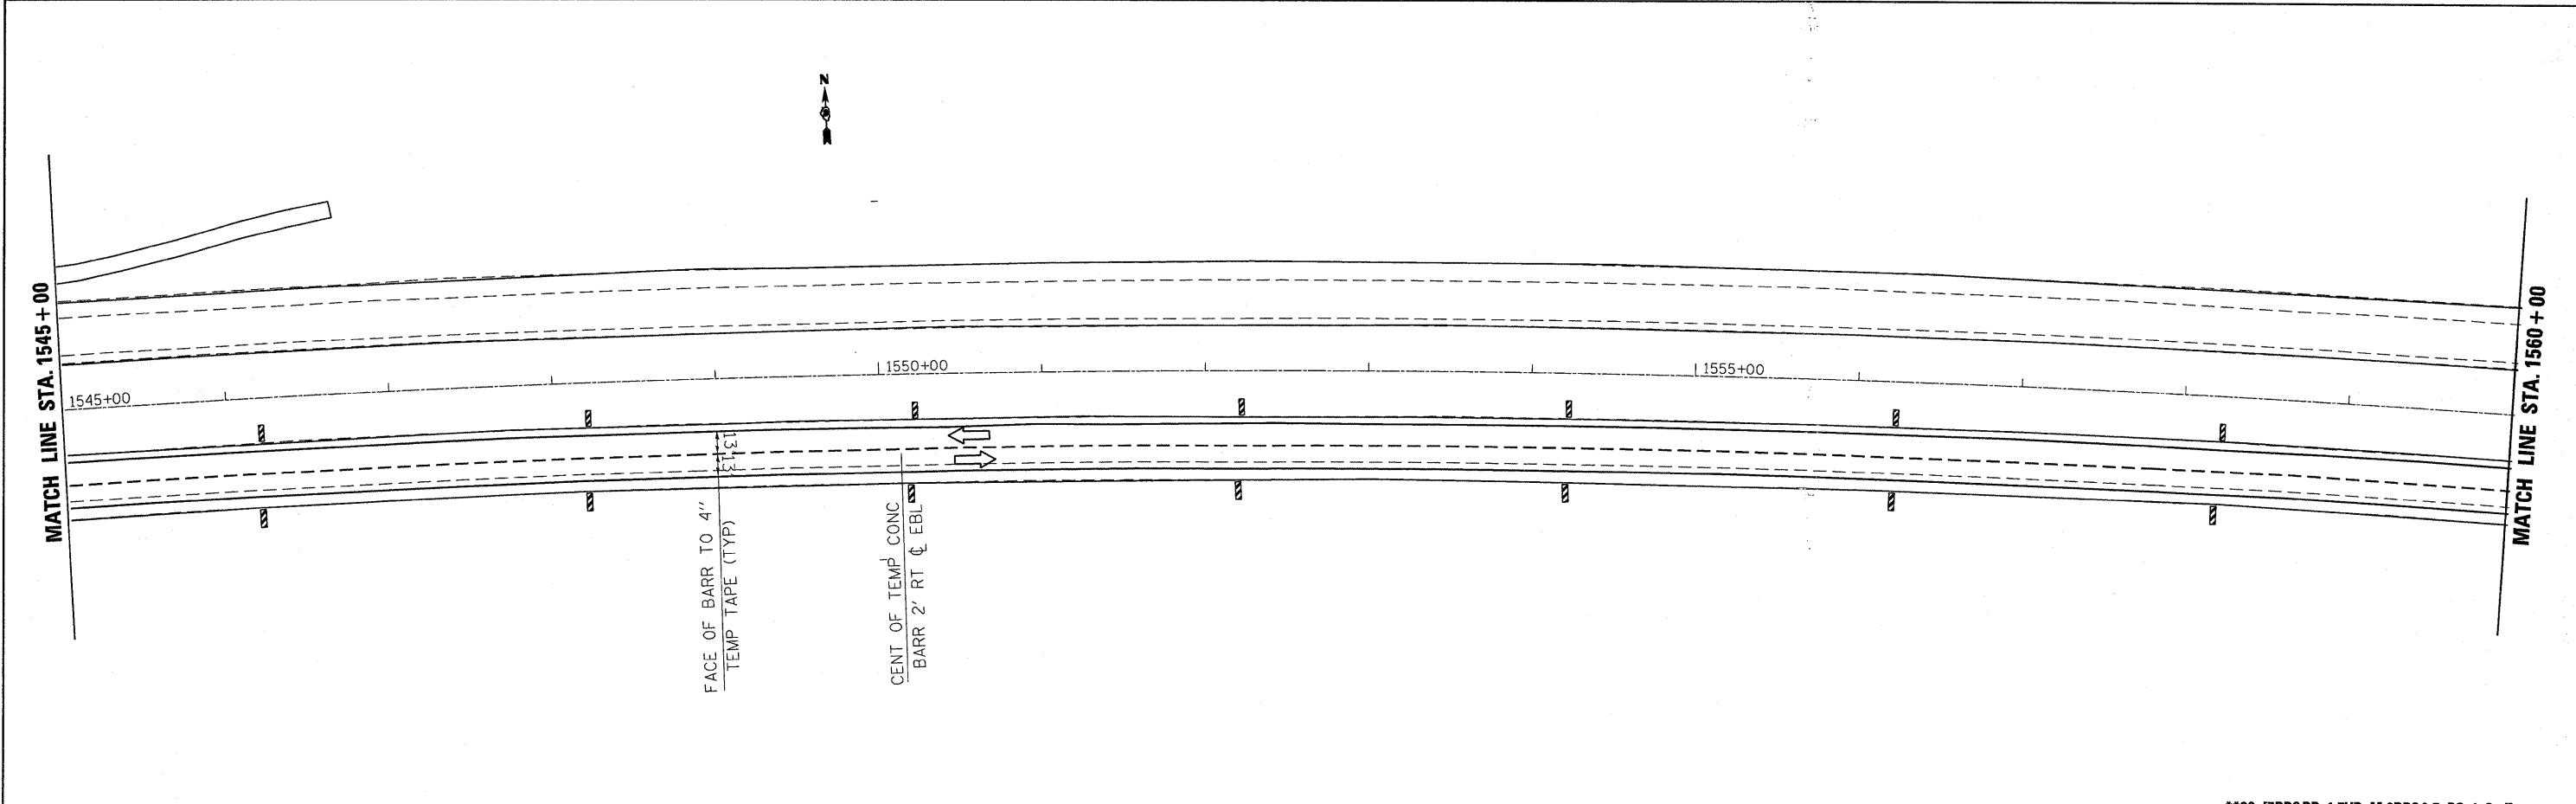 N
MATCH LINE STA. 1545+00
1545+00
1550+00
1555+00
MATCH LINE STA. 1560+00
13'
13'
FACE OF BARR TO 4"
TEMP TAPE (TYP)
CENT OF TEMP CONC
BARR 2' RT ℄ EBL